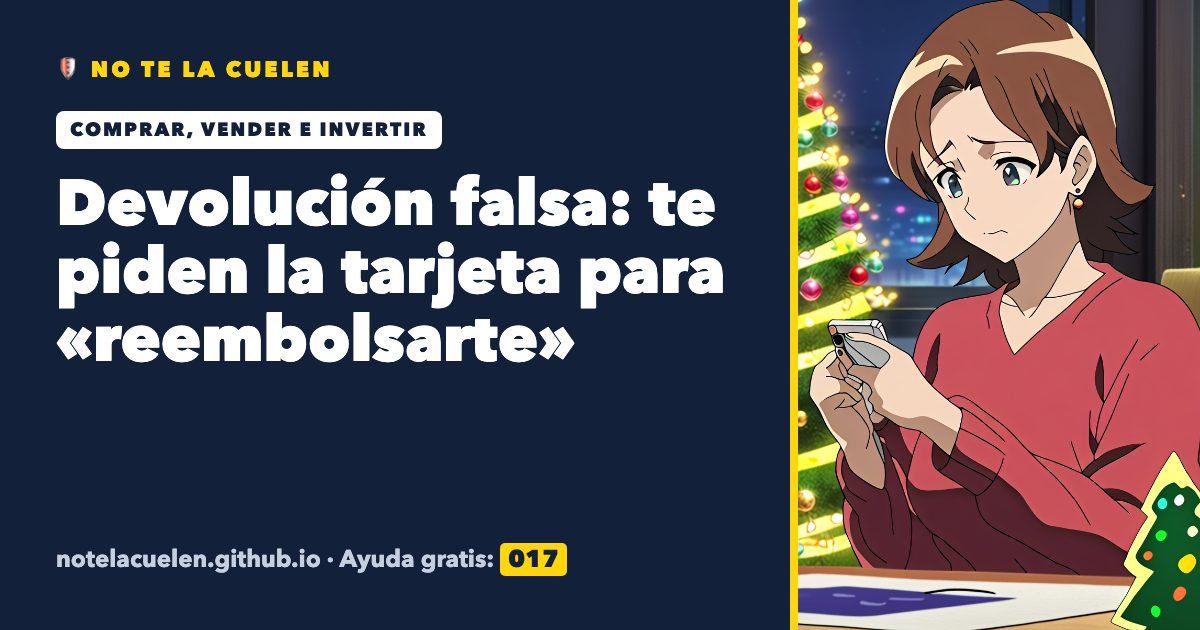 NO TE LA CUELEN
COMPRAR, VENDER E INVERTIR
Devolución falsa: te
piden la tarjeta para
«reembolsarte»
notelacuelen.github.io · Ayuda gratis: 017